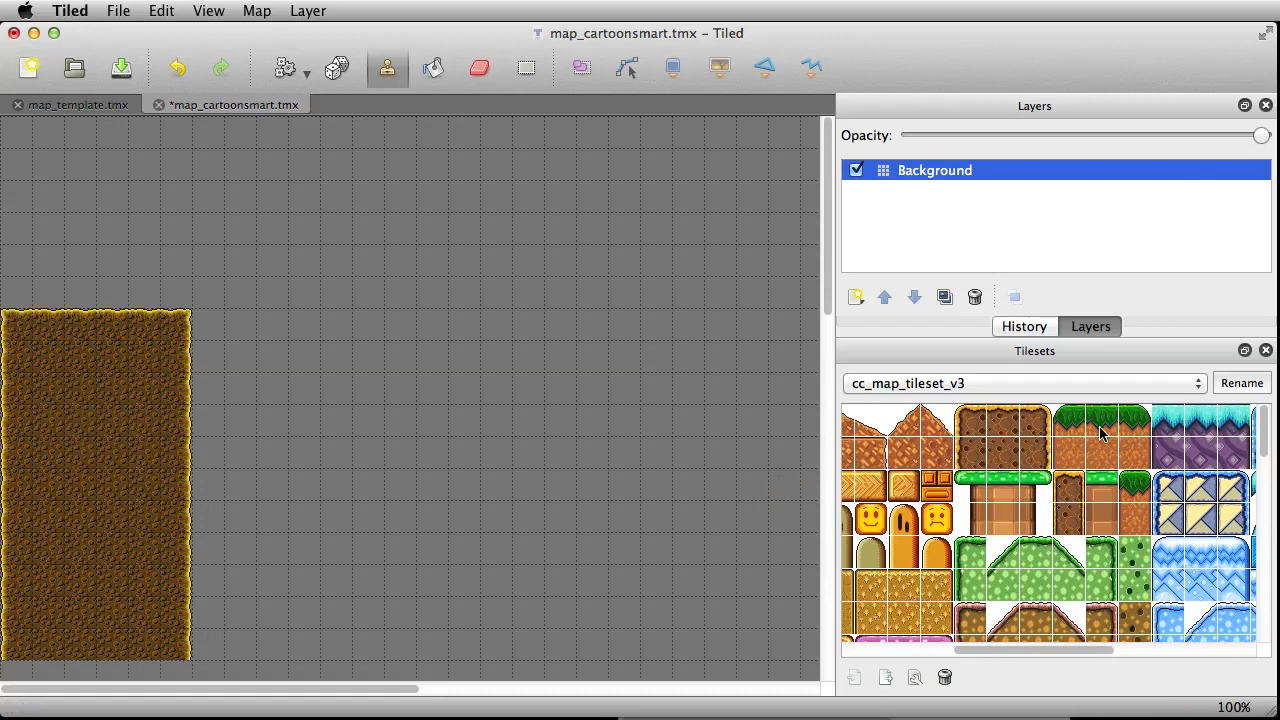 Tiled File Edit View Map Layer
map_cartoonsmart.tmx – Tiled
map_template.tmx
*map_cartoonsmart.tmx
Layers
Opacity:
Background
History
Layers
Tilesets
cc_map_tileset_v3
Rename
100%